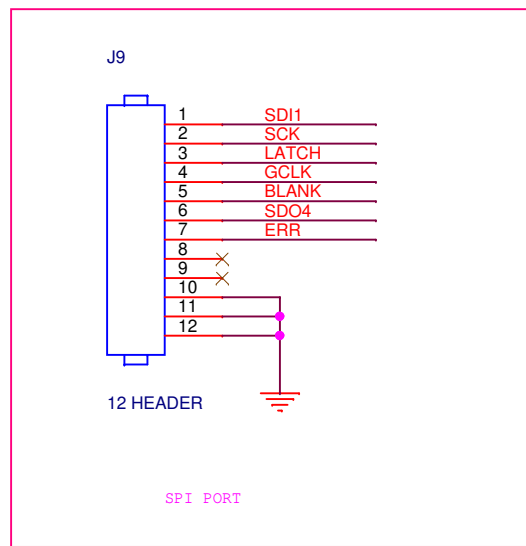 J9
1 SDI1
2 SCK
3 LATCH
4 GCLK
5 BLANK
6 SDO4
7 ERR
8
9
10
11
12
12 HEADER
SPI PORT